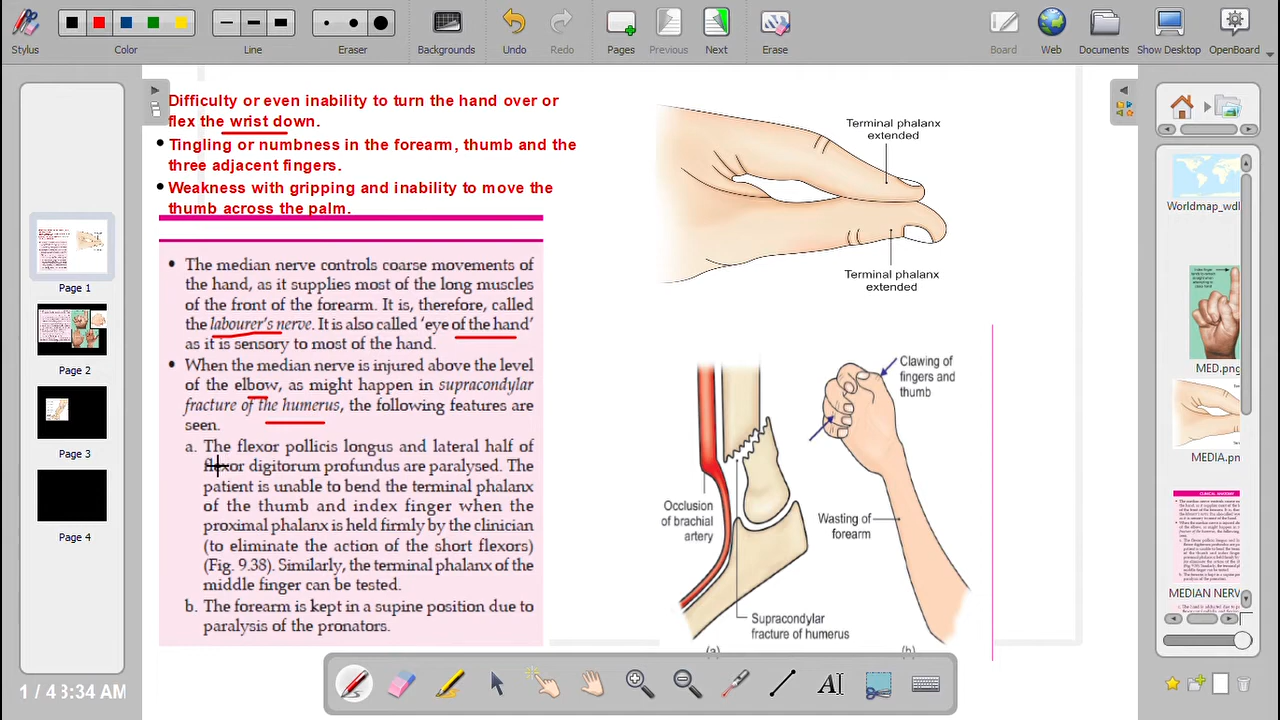 Stylus
Color
Line
Eraser
Backgrounds
Undo
Redo
Pages
Previous
Next
Erase
Board
Web
Documents
Show Desktop
OpenBoard
Page 1
Page 2
Page 3
Page 4
1 / 4
3:34 AM
Difficulty or even inability to turn the hand over or
flex the wrist down.
• Tingling or numbness in the forearm, thumb and the
three adjacent fingers.
• Weakness with gripping and inability to move the
thumb across the palm.
• The median nerve controls coarse movements of
the hand, as it supplies most of the long muscles
of the front of the forearm. It is, therefore, called
the labourer's nerve. It is also called 'eye of the hand'
as it is sensory to most of the hand.
• When the median nerve is injured above the level
of the elbow, as might happen in supracondylar
fracture of the humerus, the following features are
seen.
a. The flexor pollicis longus and lateral half of
flexor digitorum profundus are paralysed. The
patient is unable to bend the terminal phalanx
of the thumb and index finger when the
proximal phalanx is held firmly by the clinician
(to eliminate the action of the short flexors)
(Fig. 9.38). Similarly, the terminal phalanx of the
middle finger can be tested.
b. The forearm is kept in a supine position due to
paralysis of the pronators.
Terminal phalanx
extended
Terminal phalanx
extended
Occlusion
of brachial
artery
Supracondylar
fracture of humerus
(a)
Clawing of
fingers and
thumb
Wasting of
forearm
(b)
Worldmap_wdl
MED.png
MEDIA.pn
MEDIAN NERV